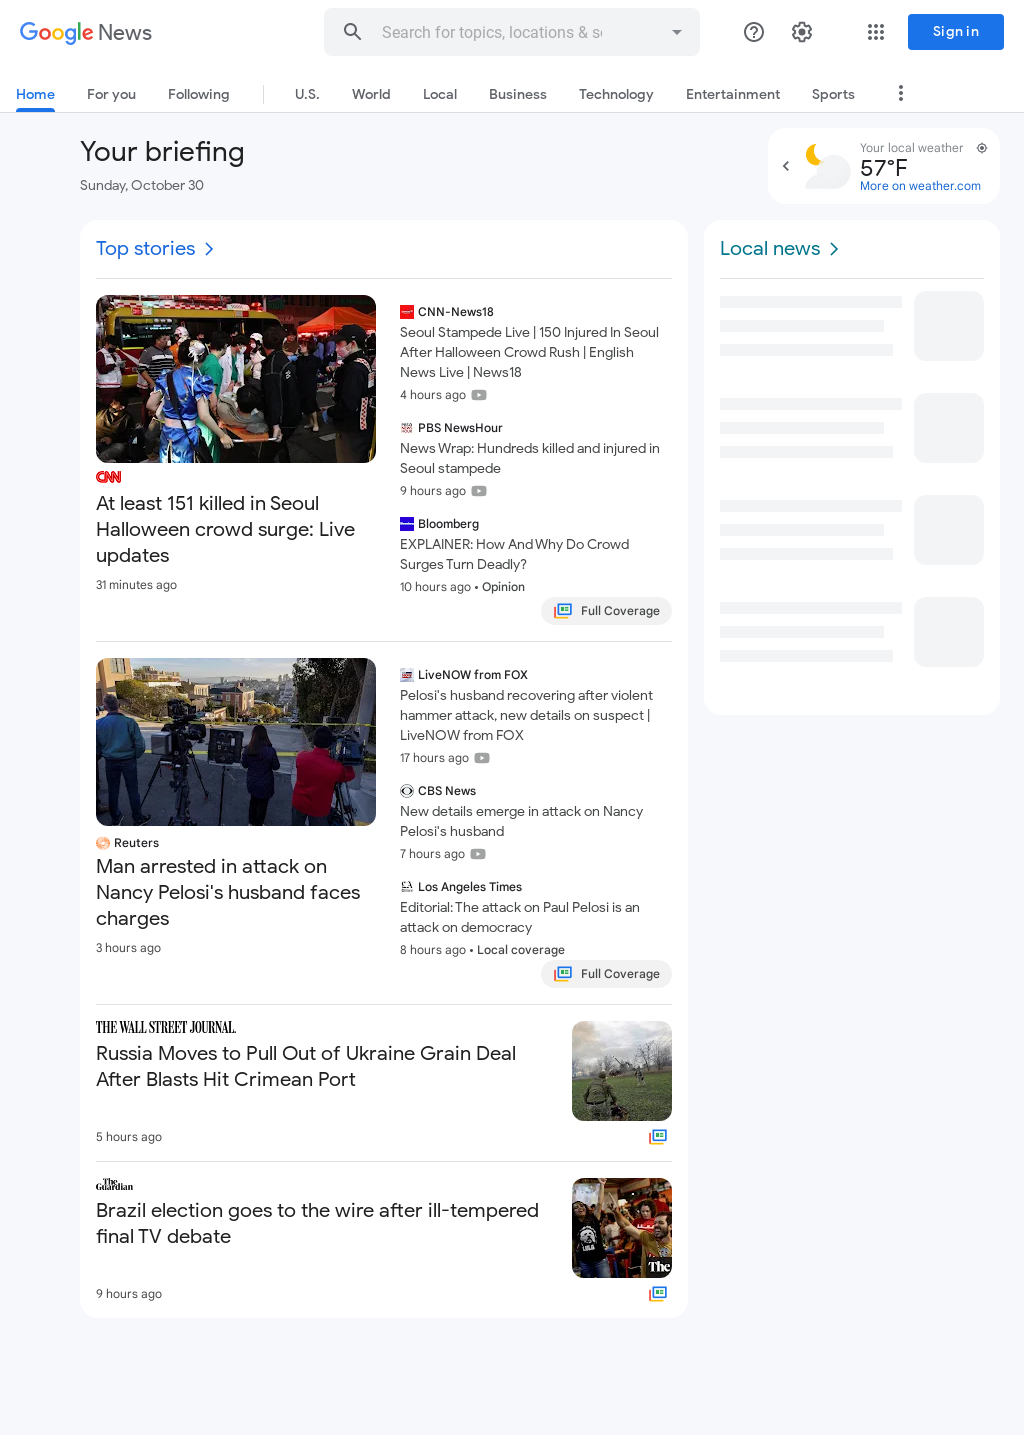 Google News
Search for topics, locations & so
Sign in
Home
For you
Following
U.S.
World
Local
Business
Technology
Entertainment
Sports
Your briefing
Sunday, October 30
Your local weather
57°F
More on weather.com
Top stories
CNN
At least 151 killed in Seoul
Halloween crowd surge: Live
updates
31 minutes ago
CNN-News18
Seoul Stampede Live | 150 Injured In Seoul
After Halloween Crowd Rush | English
News Live | News18
4 hours ago
PBS NewsHour
News Wrap: Hundreds killed and injured in
Seoul stampede
9 hours ago
Bloomberg
EXPLAINER: How And Why Do Crowd
Surges Turn Deadly?
10 hours ago • Opinion
Full Coverage
Reuters
Man arrested in attack on
Nancy Pelosi's husband faces
charges
3 hours ago
LiveNOW from FOX
Pelosi's husband recovering after violent
hammer attack, new details on suspect |
LiveNOW from FOX
17 hours ago
CBS News
New details emerge in attack on Nancy
Pelosi's husband
7 hours ago
Los Angeles Times
Editorial: The attack on Paul Pelosi is an
attack on democracy
8 hours ago • Local coverage
Full Coverage
THE WALL STREET JOURNAL.
Russia Moves to Pull Out of Ukraine Grain Deal
After Blasts Hit Crimean Port
5 hours ago
The
Guardian
Brazil election goes to the wire after ill-tempered
final TV debate
LULA
The
9 hours ago
Local news